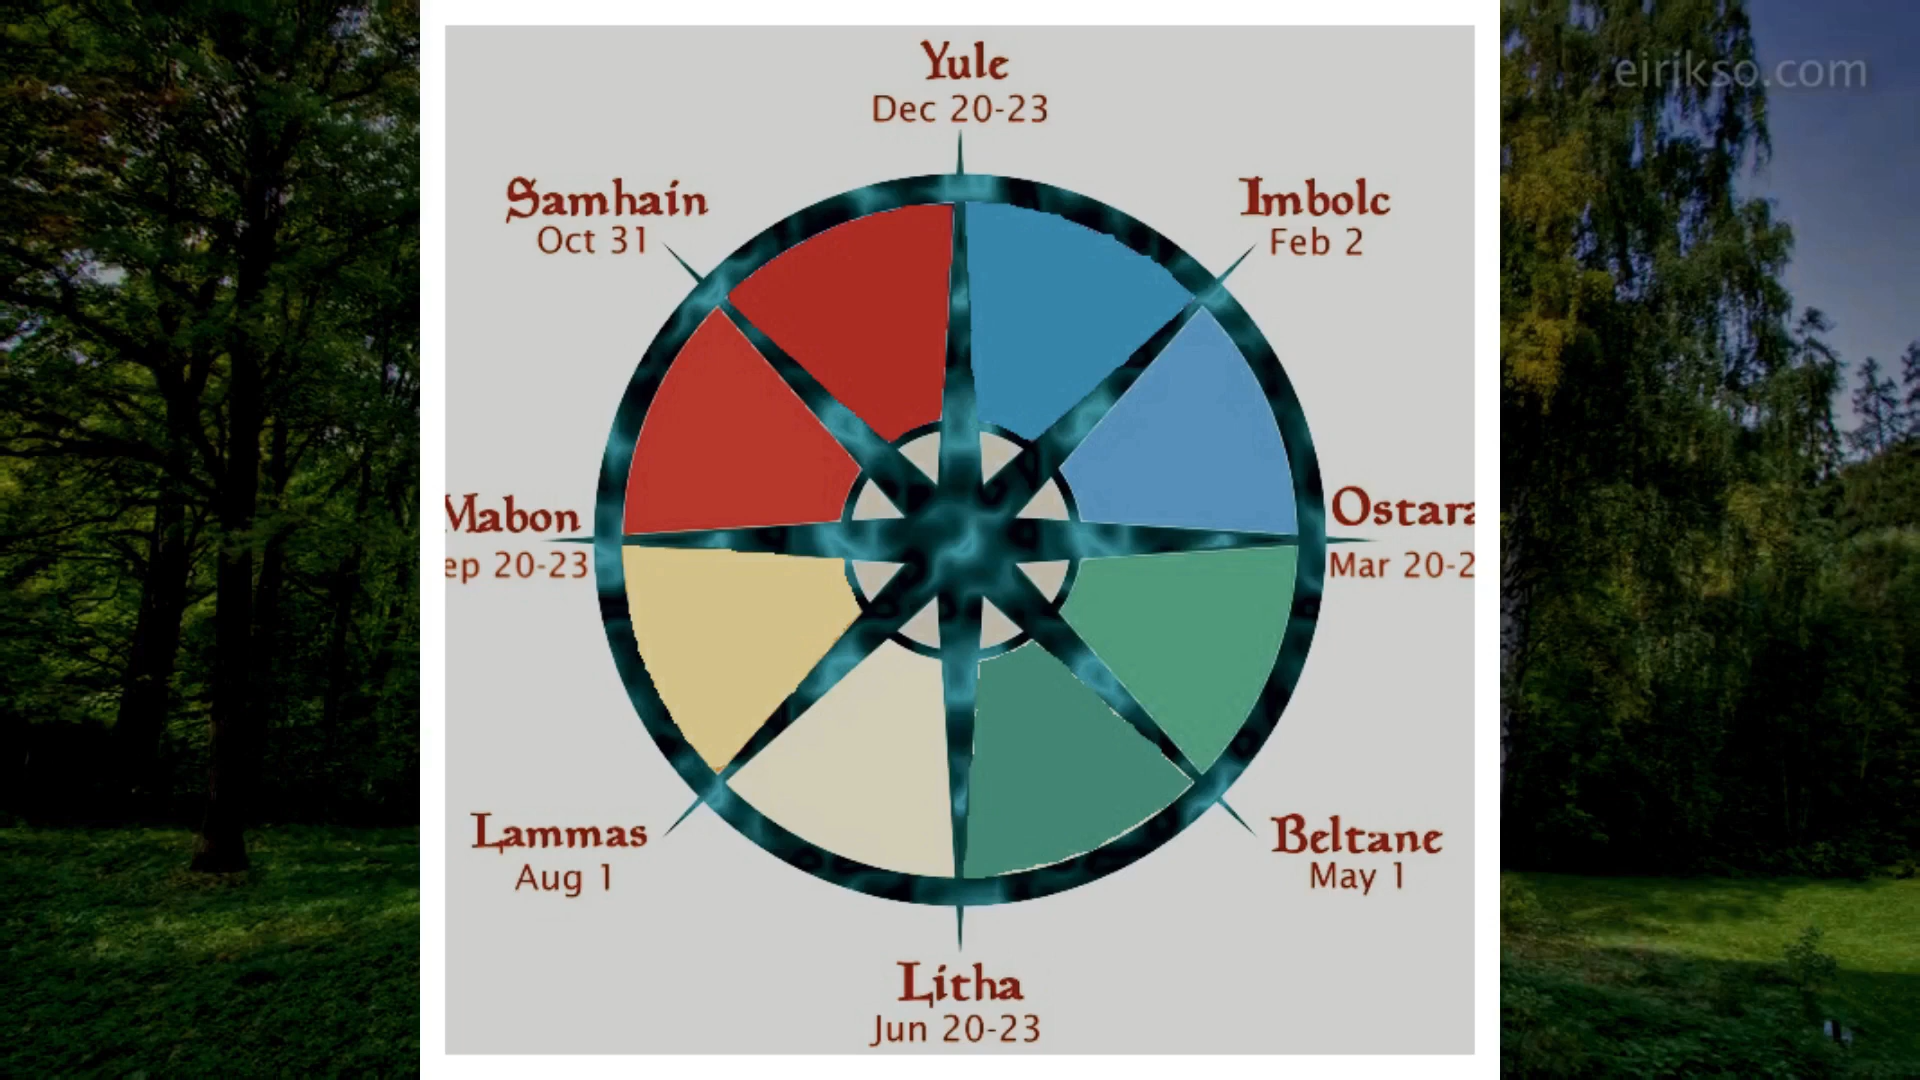 eirikso.com
Yule
Dec 20-23
Samhain
Oct 31
Imbolc
Feb 2
Mabon
ep 20-23
Ostara
Mar 20-2
Lammas
Aug 1
Beltane
May 1
Litha
Jun 20-23